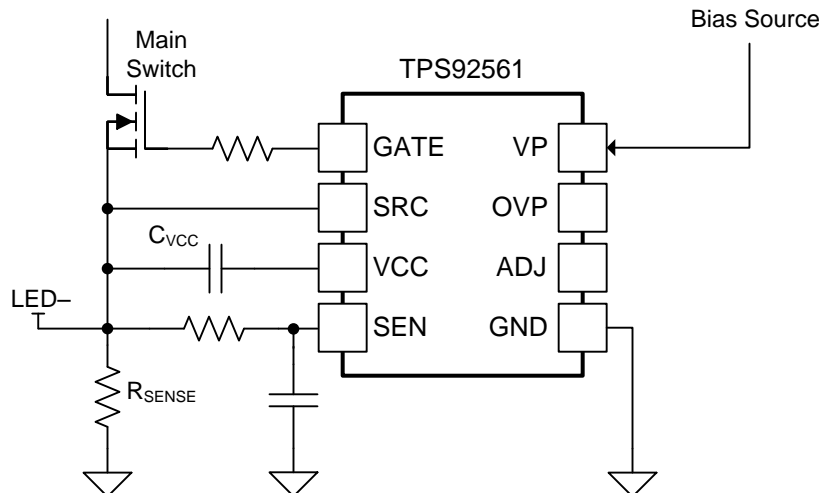 Bias Source
Main
Switch
TPS92561
GATE
VP
SRC
OVP
CVCC
VCC
ADJ
LED–
SEN
GND
RSENSE